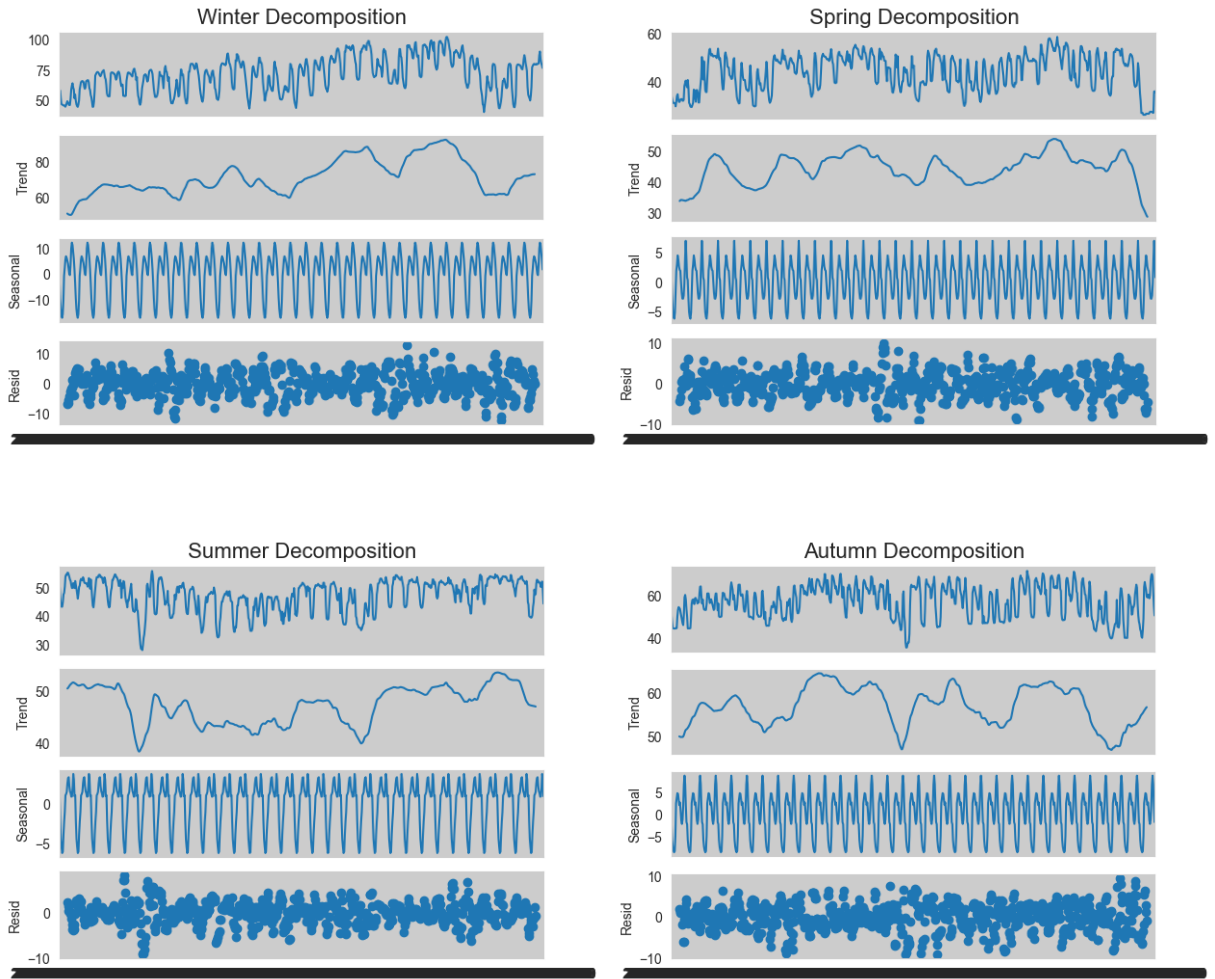 Winter Decomposition
100
75
50
Trend
80
60
Seasonal
10
0
−10
Resid
10
0
−10
Spring Decomposition
60
40
Trend
50
40
30
Seasonal
5
0
−5
Resid
10
0
−10
Summer Decomposition
50
40
30
Trend
50
40
Seasonal
0
−5
Resid
0
−10
Autumn Decomposition
60
40
Trend
60
50
Seasonal
5
0
−5
Resid
10
0
−10